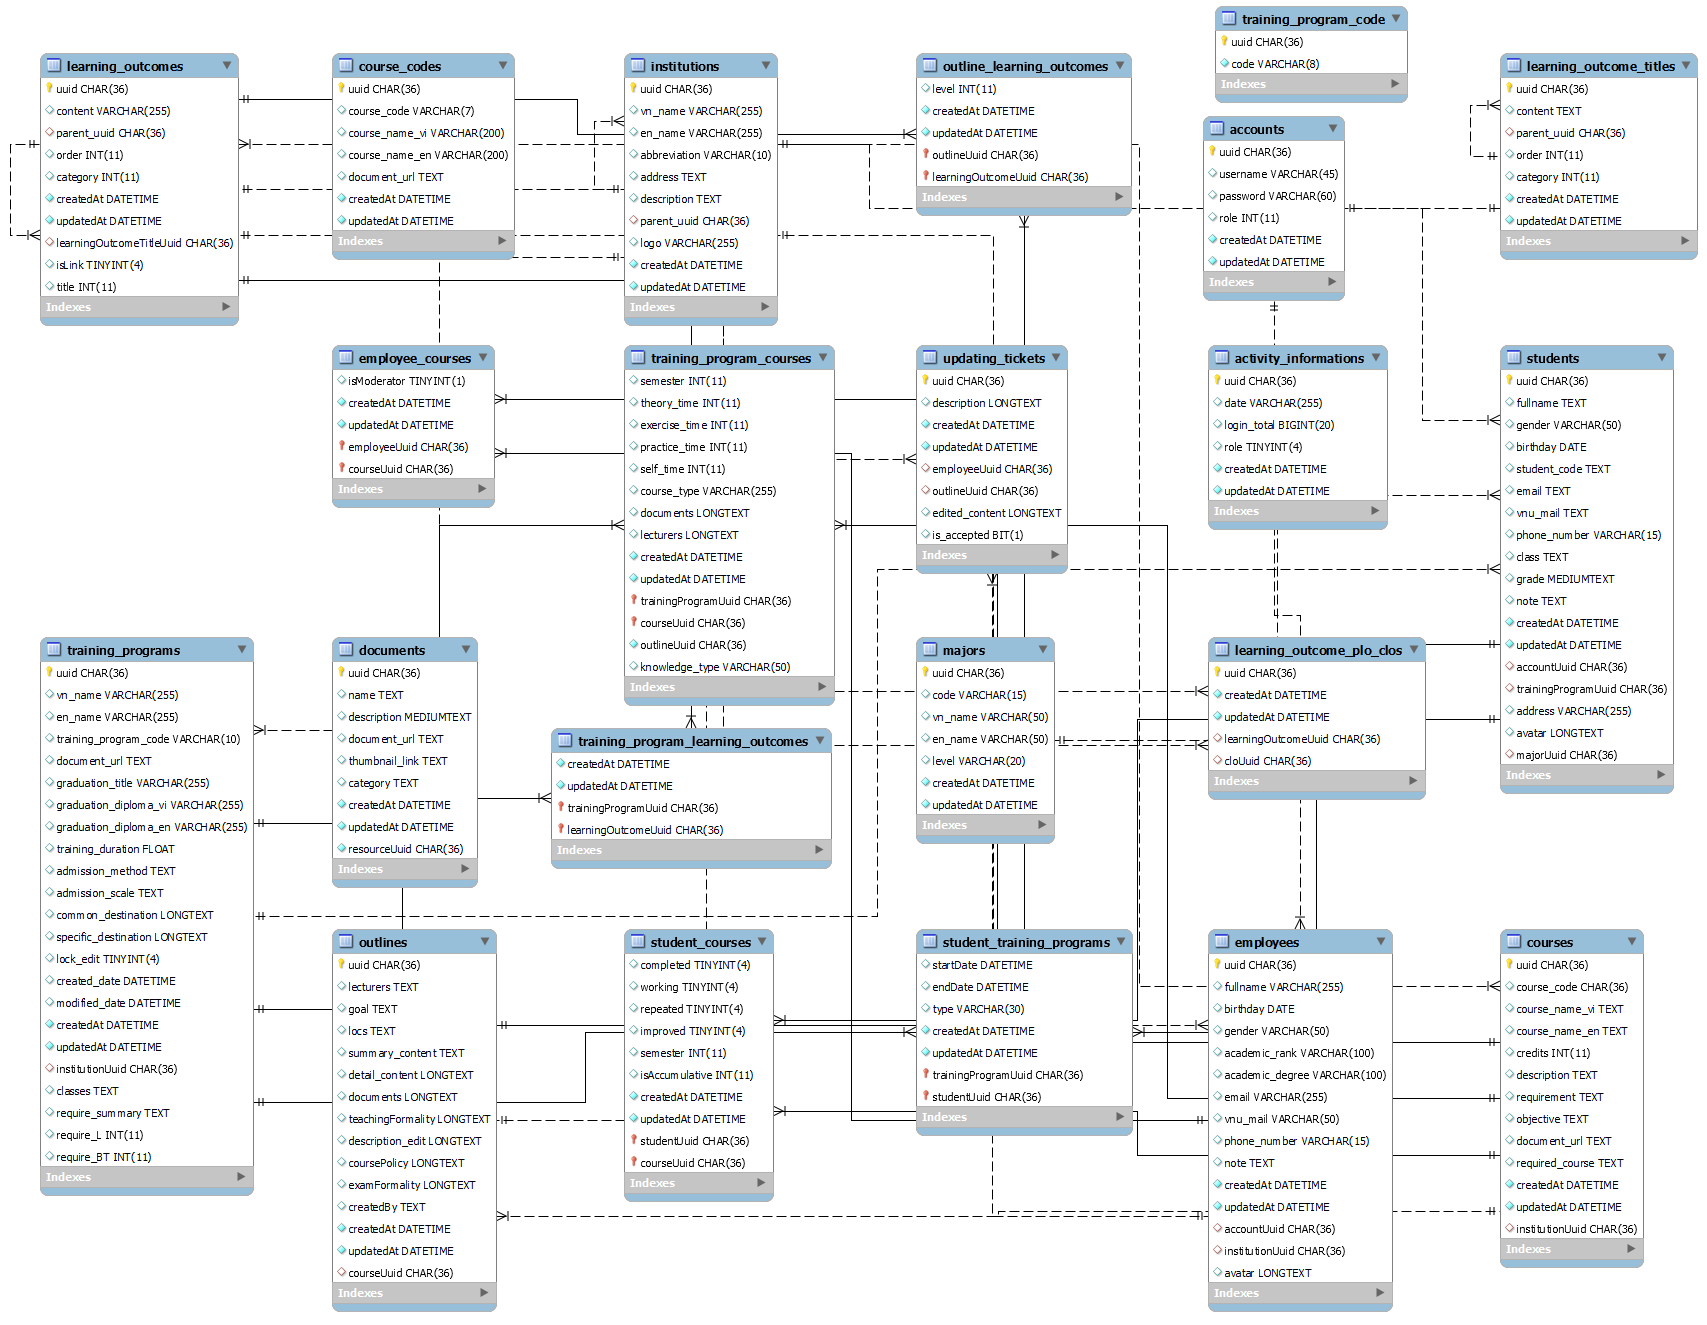 training_program_code
uuid CHAR(36)
code VARCHAR(8)
Indexes
learning_outcomes
uuid CHAR(36)
content VARCHAR(255)
parent_uuid CHAR(36)
order INT(11)
category INT(11)
createdAt DATETIME
updatedAt DATETIME
learningOutcomeTitleUuid CHAR(36)
isLink TINYINT(4)
title INT(11)
Indexes
course_codes
uuid CHAR(36)
course_code VARCHAR(7)
course_name_vi VARCHAR(200)
course_name_en VARCHAR(200)
document_url TEXT
createdAt DATETIME
updatedAt DATETIME
Indexes
institutions
uuid CHAR(36)
vn_name VARCHAR(255)
en_name VARCHAR(255)
abbreviation VARCHAR(10)
address TEXT
description TEXT
parent_uuid CHAR(36)
logo VARCHAR(255)
createdAt DATETIME
updatedAt DATETIME
Indexes
outline_learning_outcomes
level INT(11)
createdAt DATETIME
updatedAt DATETIME
outlineUuid CHAR(36)
learningOutcomeUuid CHAR(36)
Indexes
accounts
uuid CHAR(36)
username VARCHAR(45)
password VARCHAR(60)
role INT(11)
createdAt DATETIME
updatedAt DATETIME
Indexes
learning_outcome_titles
uuid CHAR(36)
content TEXT
parent_uuid CHAR(36)
order INT(11)
category INT(11)
createdAt DATETIME
updatedAt DATETIME
Indexes
employee_courses
isModerator TINYINT(1)
createdAt DATETIME
updatedAt DATETIME
employeeUuid CHAR(36)
courseUuid CHAR(36)
Indexes
training_program_courses
semester INT(11)
theory_time INT(11)
exercise_time INT(11)
practice_time INT(11)
self_time INT(11)
course_type VARCHAR(255)
documents LONGTEXT
lecturers LONGTEXT
createdAt DATETIME
updatedAt DATETIME
trainingProgramUuid CHAR(36)
courseUuid CHAR(36)
outlineUuid CHAR(36)
knowledge_type VARCHAR(50)
Indexes
updating_tickets
uuid CHAR(36)
description LONGTEXT
createdAt DATETIME
updatedAt DATETIME
employeeUuid CHAR(36)
outlineUuid CHAR(36)
edited_content LONGTEXT
is_accepted BIT(1)
Indexes
activity_informations
uuid CHAR(36)
date VARCHAR(255)
login_total BIGINT(20)
role TINYINT(4)
createdAt DATETIME
updatedAt DATETIME
Indexes
students
uuid CHAR(36)
fullname TEXT
gender VARCHAR(50)
birthday DATE
student_code TEXT
email TEXT
vnu_mail TEXT
phone_number VARCHAR(15)
class TEXT
grade MEDIUMTEXT
note TEXT
createdAt DATETIME
updatedAt DATETIME
accountUuid CHAR(36)
trainingProgramUuid CHAR(36)
address VARCHAR(255)
avatar LONGTEXT
majorUuid CHAR(36)
Indexes
training_programs
uuid CHAR(36)
vn_name VARCHAR(255)
en_name VARCHAR(255)
training_program_code VARCHAR(10)
document_url TEXT
graduation_title VARCHAR(255)
graduation_diploma_vi VARCHAR(255)
graduation_diploma_en VARCHAR(255)
training_duration FLOAT
admission_method TEXT
admission_scale TEXT
common_destination LONGTEXT
specific_destination LONGTEXT
lock_edit TINYINT(4)
created_date DATETIME
modified_date DATETIME
createdAt DATETIME
updatedAt DATETIME
institutionUuid CHAR(36)
classes TEXT
require_summary TEXT
require_L INT(11)
require_BT INT(11)
Indexes
documents
uuid CHAR(36)
name TEXT
description MEDIUMTEXT
document_url TEXT
thumbnail_link TEXT
category TEXT
createdAt DATETIME
updatedAt DATETIME
resourceUuid CHAR(36)
Indexes
training_program_learning_outcomes
createdAt DATETIME
updatedAt DATETIME
trainingProgramUuid CHAR(36)
learningOutcomeUuid CHAR(36)
Indexes
majors
uuid CHAR(36)
code VARCHAR(15)
vn_name VARCHAR(50)
en_name VARCHAR(50)
level VARCHAR(20)
createdAt DATETIME
updatedAt DATETIME
Indexes
learning_outcome_plo_clos
uuid CHAR(36)
createdAt DATETIME
updatedAt DATETIME
learningOutcomeUuid CHAR(36)
cloUuid CHAR(36)
Indexes
outlines
uuid CHAR(36)
lecturers TEXT
goal TEXT
locs TEXT
summary_content TEXT
detail_content LONGTEXT
documents LONGTEXT
teachingFormality LONGTEXT
description_edit LONGTEXT
coursePolicy LONGTEXT
examFormality LONGTEXT
createdBy TEXT
createdAt DATETIME
updatedAt DATETIME
courseUuid CHAR(36)
Indexes
student_courses
completed TINYINT(4)
working TINYINT(4)
repeated TINYINT(4)
improved TINYINT(4)
semester INT(11)
isAccumulative INT(11)
createdAt DATETIME
updatedAt DATETIME
studentUuid CHAR(36)
courseUuid CHAR(36)
Indexes
student_training_programs
startDate DATETIME
endDate DATETIME
type VARCHAR(30)
createdAt DATETIME
updatedAt DATETIME
trainingProgramUuid CHAR(36)
studentUuid CHAR(36)
Indexes
employees
uuid CHAR(36)
fullname VARCHAR(255)
birthday DATE
gender VARCHAR(50)
academic_rank VARCHAR(100)
academic_degree VARCHAR(100)
email VARCHAR(255)
vnu_mail VARCHAR(50)
phone_number VARCHAR(15)
note TEXT
createdAt DATETIME
updatedAt DATETIME
accountUuid CHAR(36)
institutionUuid CHAR(36)
avatar LONGTEXT
Indexes
courses
uuid CHAR(36)
course_code CHAR(36)
course_name_vi TEXT
course_name_en TEXT
credits INT(11)
description TEXT
requirement TEXT
objective TEXT
document_url TEXT
required_course TEXT
createdAt DATETIME
updatedAt DATETIME
institutionUuid CHAR(36)
Indexes